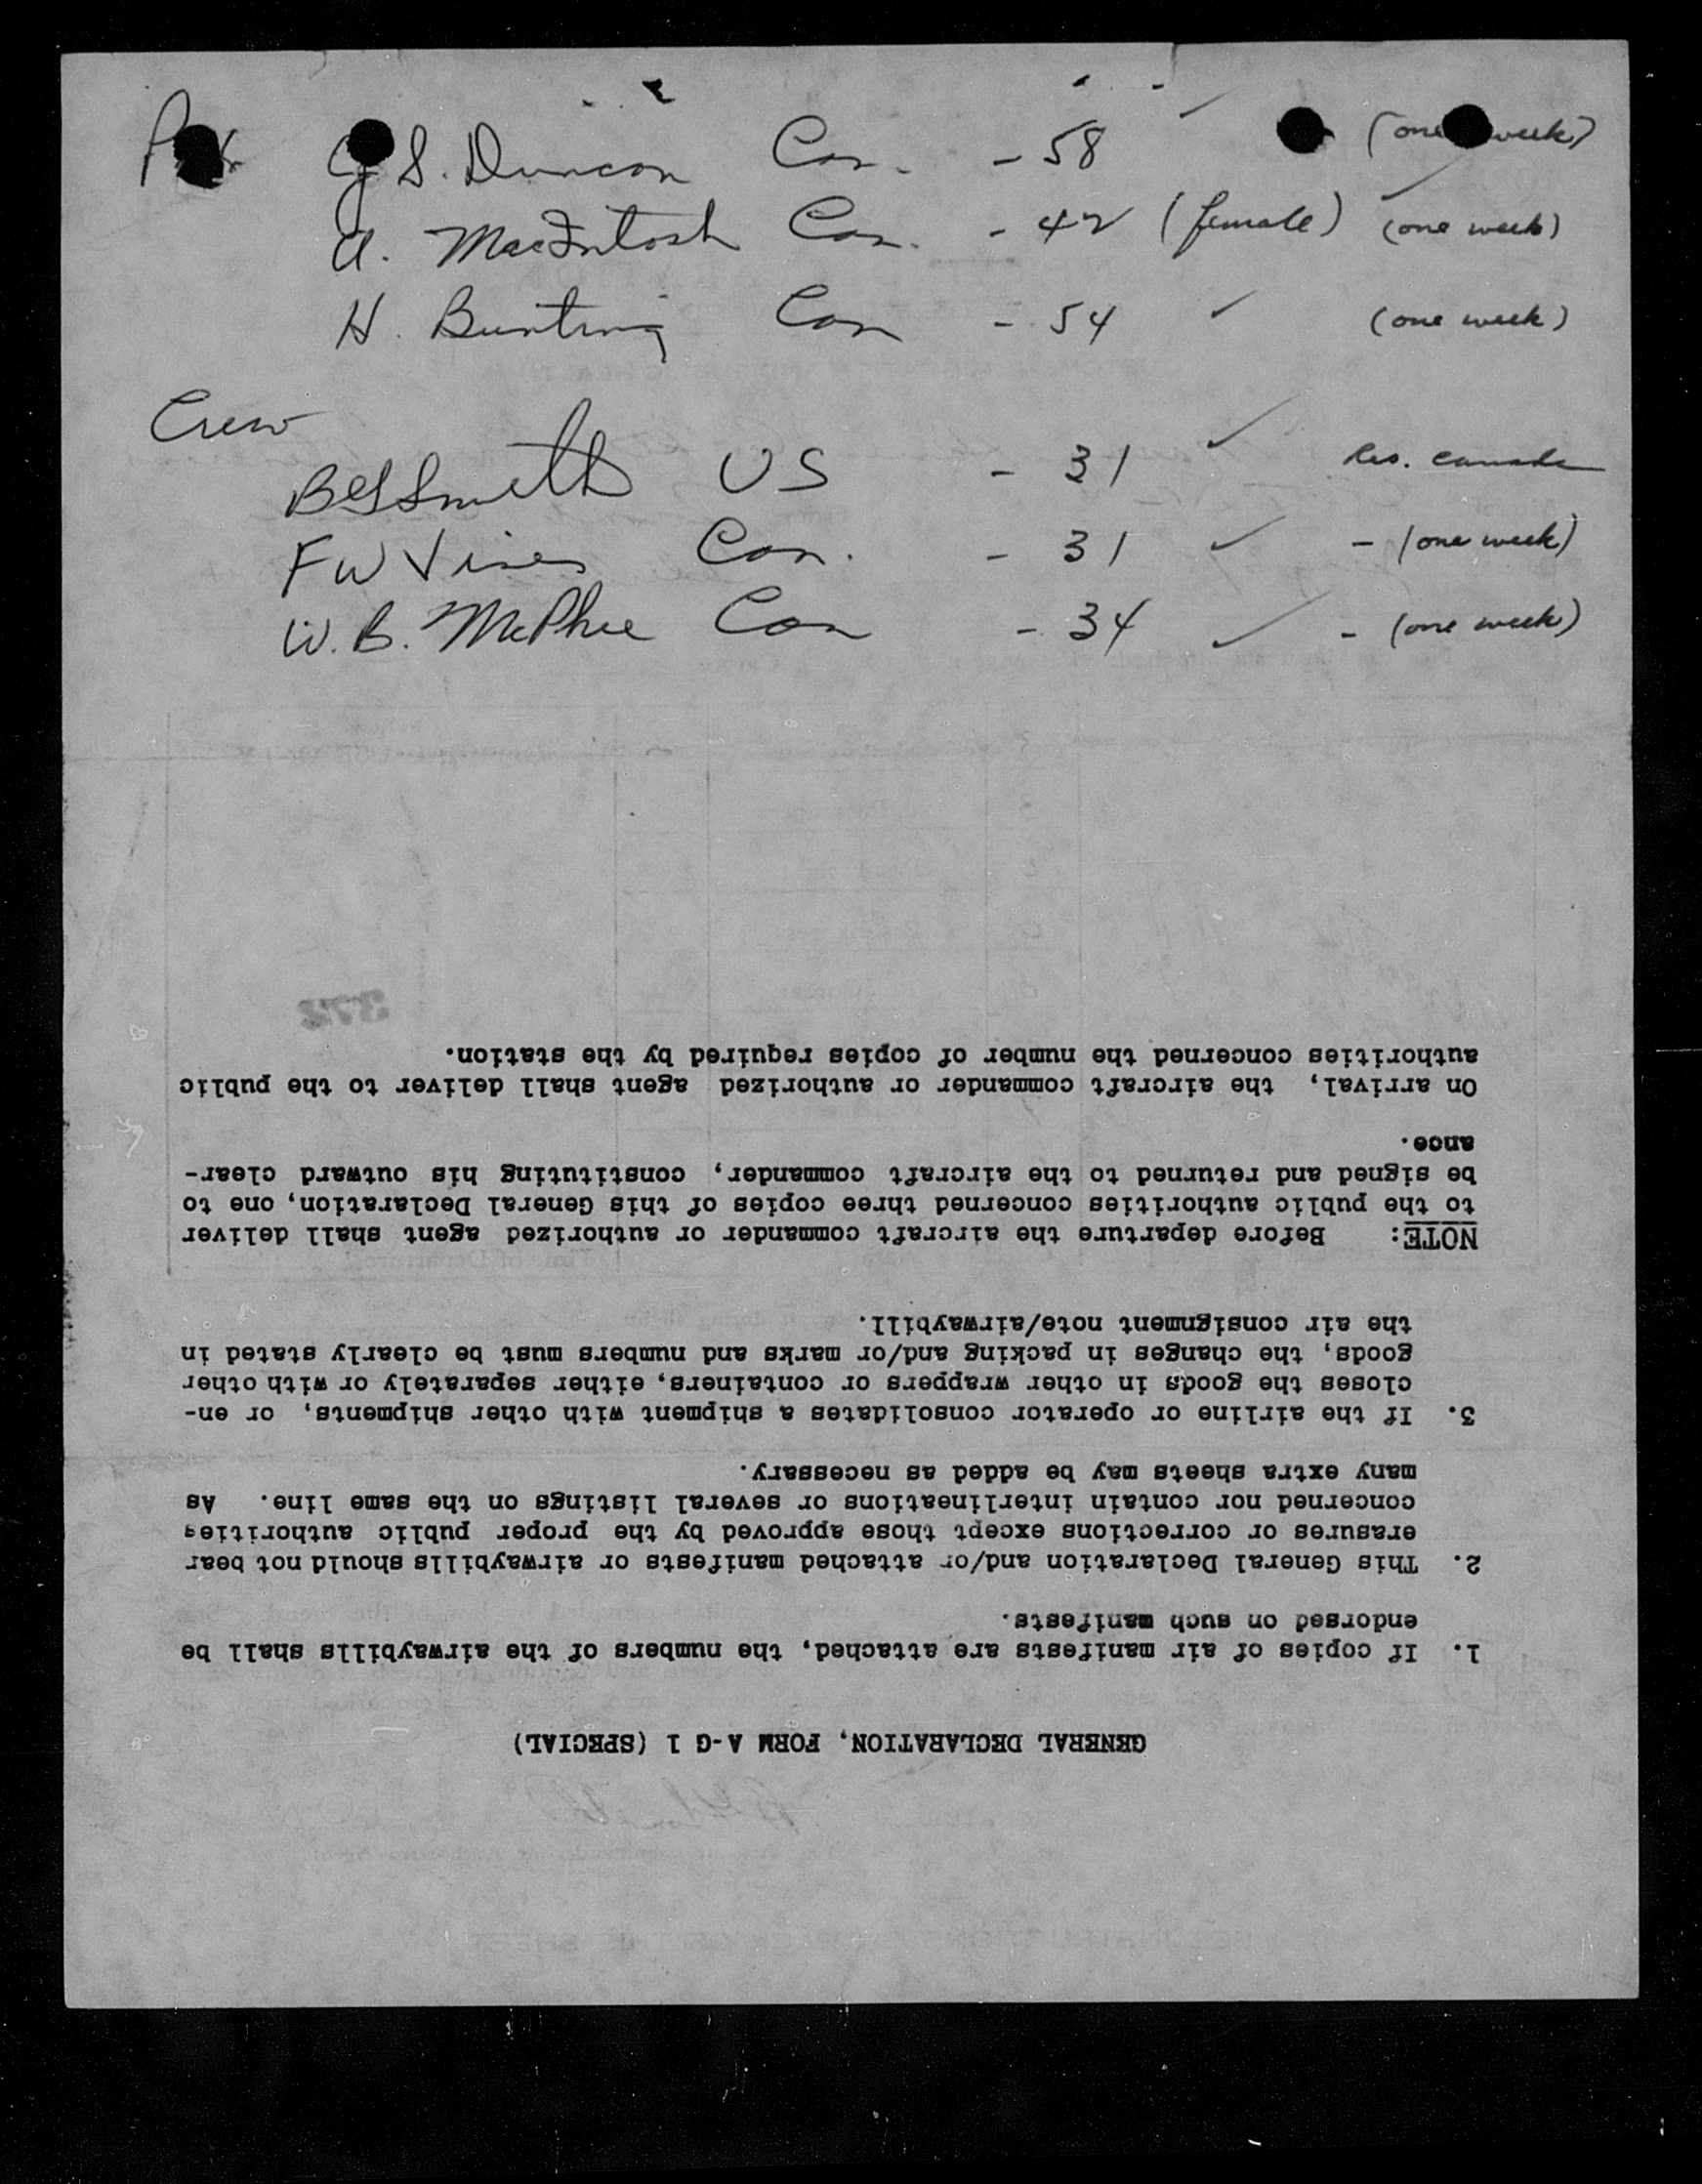 Pax G S. Duncan Can. - 58 (one week)
A. MacIntosh Can. - 42 (female) (one week)
H. Bunting Can - 54 (one week)
Crew
B Smith US - 31 Res. Canada
F W Vines Can. - 31 - (one week)
W. B. McPhee Can - 34 - (one week)
GENERAL DECLARATION, FORM A-G 1 (SPECIAL)
1. If copies of air manifests are attached, the numbers of the airwaybills shall be
endorsed on such manifests.
2. This General Declaration and/or attached manifests or airwaybills should not bear
erasures or corrections except those approved by the proper public authorities
concerned nor contain interlineations or several listings on the same line. As
many extra sheets may be added as necessary.
3. If the airline or operator consolidates a shipment with other shipments, or en-
closes the goods in other wrappers or containers, either separately or with other
goods, the changes in packing and/or marks and numbers must be clearly stated in
the air consignment note/airwaybill.
NOTE: Before departure the aircraft commander or authorized agent shall deliver
to the public authorities concerned three copies of this General Declaration, one to
be signed and returned to the aircraft commander, constituting his outward clear-
ance.
On arrival, the aircraft commander or authorized agent shall deliver to the public
authorities concerned the number of copies required by the station.
372